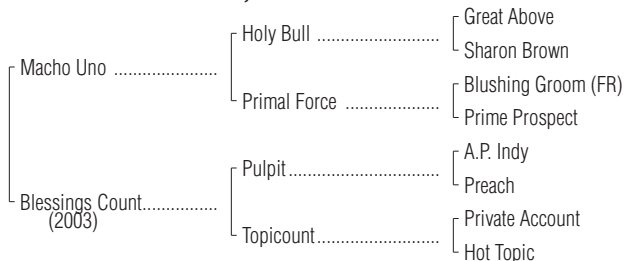 Great Above
Holy Bull ....................................
Sharon Brown
Macho Uno ......................
Blushing Groom (FR)
Primal Force ............................
Prime Prospect
A.P. Indy
Pulpit............................................
Preach
Blessings Count................
(2003)
Private Account
Topicount....................................
Hot Topic